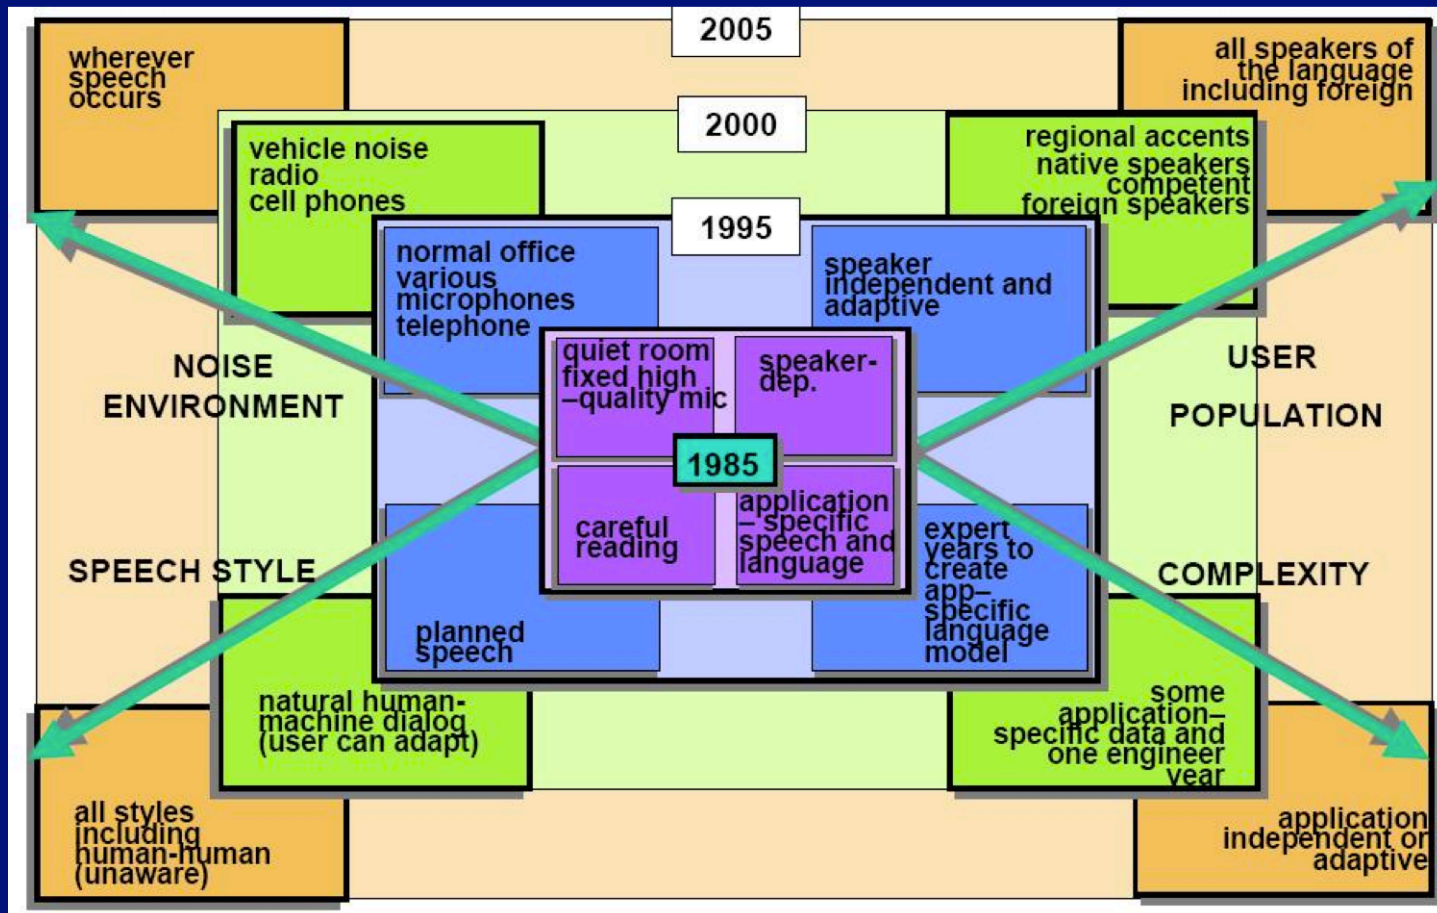 2005
wherever
speech
occurs
all speakers of
the language
including foreign
2000
vehicle noise
radio
cell phones
regional accents
native speakers
competent
foreign speakers
1995
normal office
various
microphones
telephone
speaker
independent and
adaptive
quiet room
fixed high
–quality mic
speaker-
dep.
NOISE
ENVIRONMENT
USER
POPULATION
1985
careful
reading
application
– specific
speech and
language
expert
years to
create
app–
specific
language
model
SPEECH STYLE
COMPLEXITY
planned
speech
natural human-
machine dialog
(user can adapt)
some
application–
specific data and
one engineer
year
all styles
including
human-human
(unaware)
application
independent or
adaptive